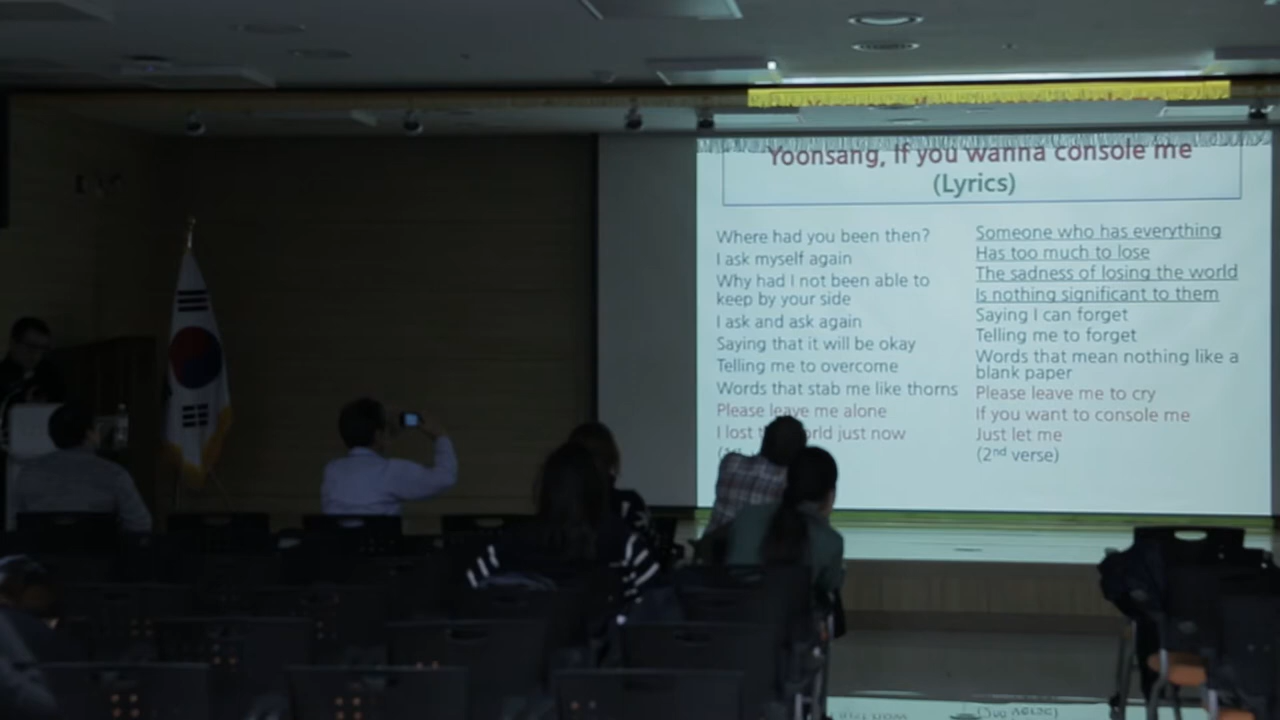 Yoonsang, If you wanna console me
(Lyrics)
Where had you been then?
I ask myself again
Why had I not been able to
keep by your side
I ask and ask again
Saying that it will be okay
Telling me to overcome
Words that stab me like thorns
Please leave me alone
I lost world just now
Someone who has everything
Has too much to lose
The sadness of losing the world
Is nothing significant to them
Saying I can forget
Telling me to forget
Words that mean nothing like a
blank paper
Please leave me to cry
If you want to console me
Just let me
(2nd verse)